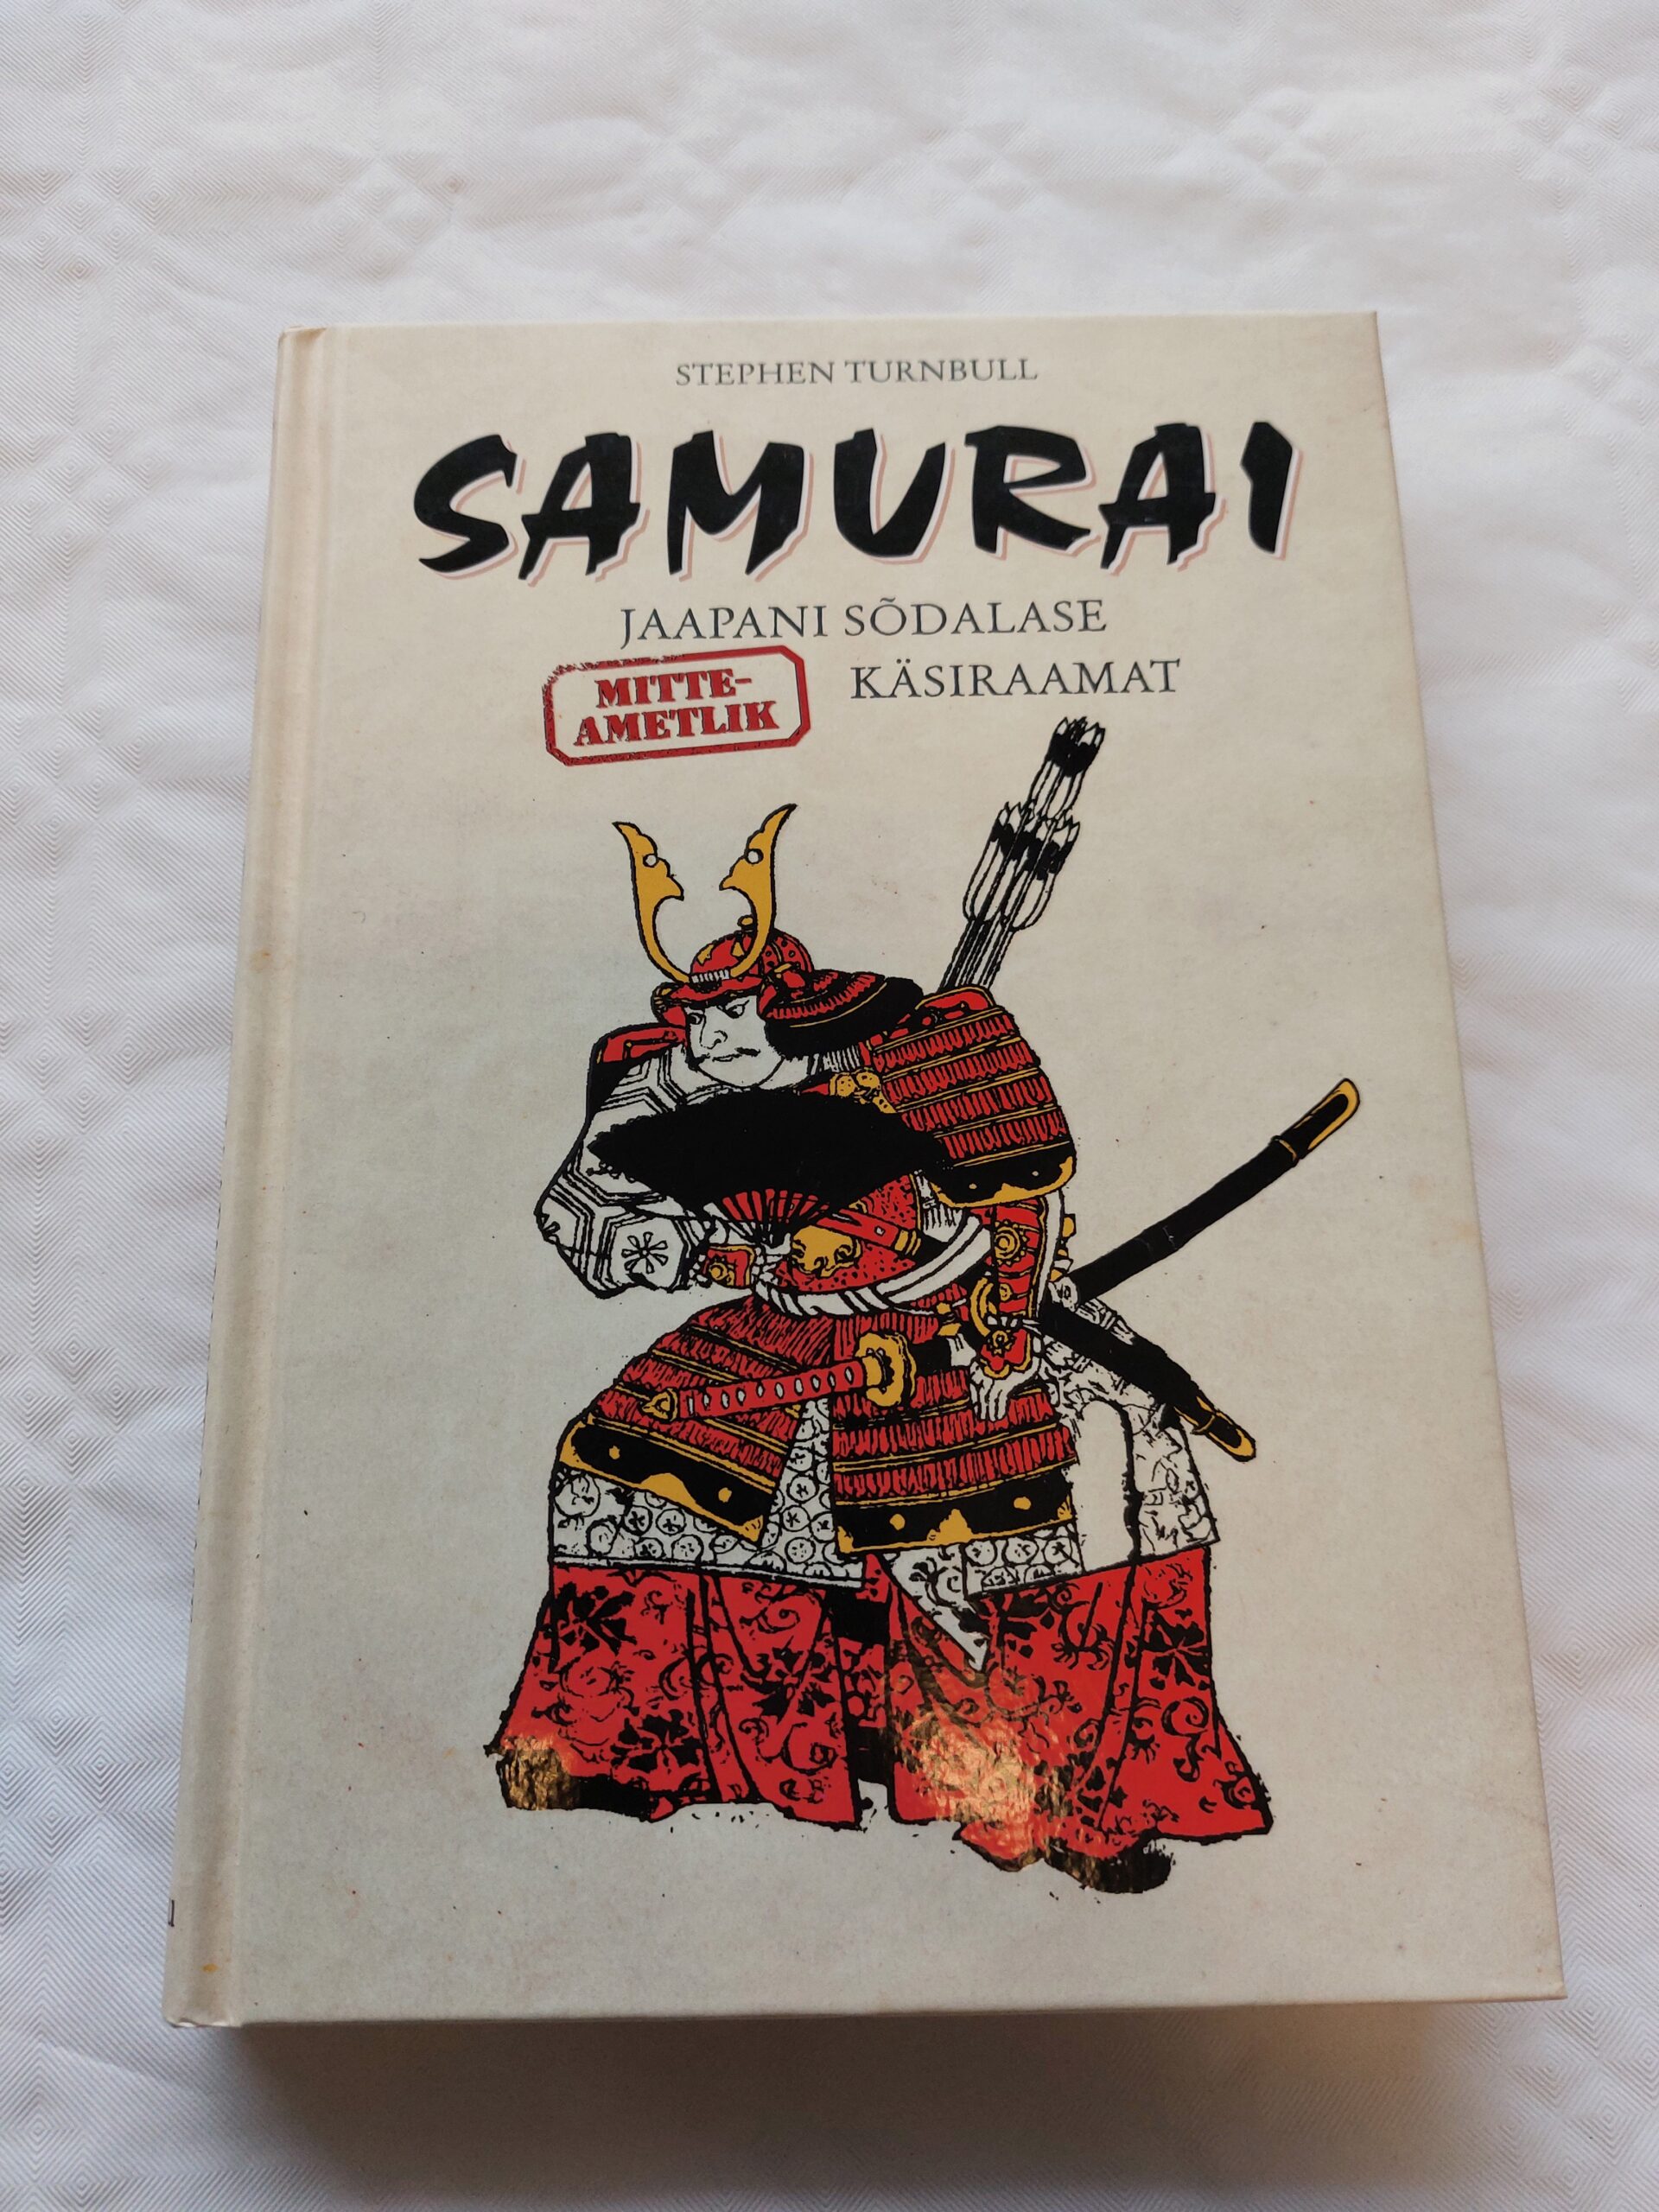 STEPHEN TURNBULL
SAMURAI
JAAPANI SÕDALASE
MITTE-
AMETLIK
KÄSIRAAMAT